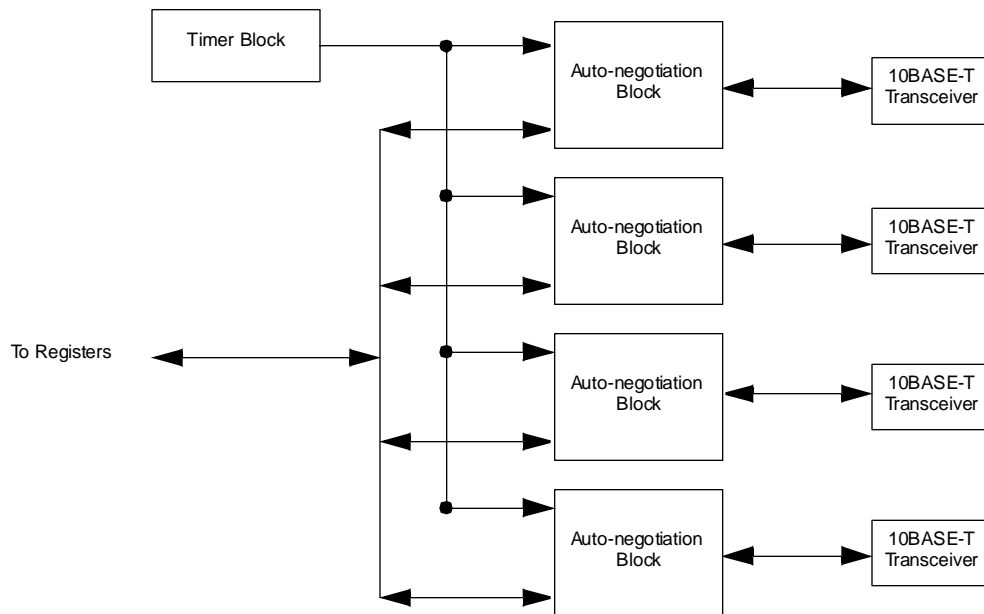 Timer Block
Auto-negotiation
Block
10BASE-T
Transceiver
Auto-negotiation
Block
10BASE-T
Transceiver
To Registers
Auto-negotiation
Block
10BASE-T
Transceiver
Auto-negotiation
Block
10BASE-T
Transceiver